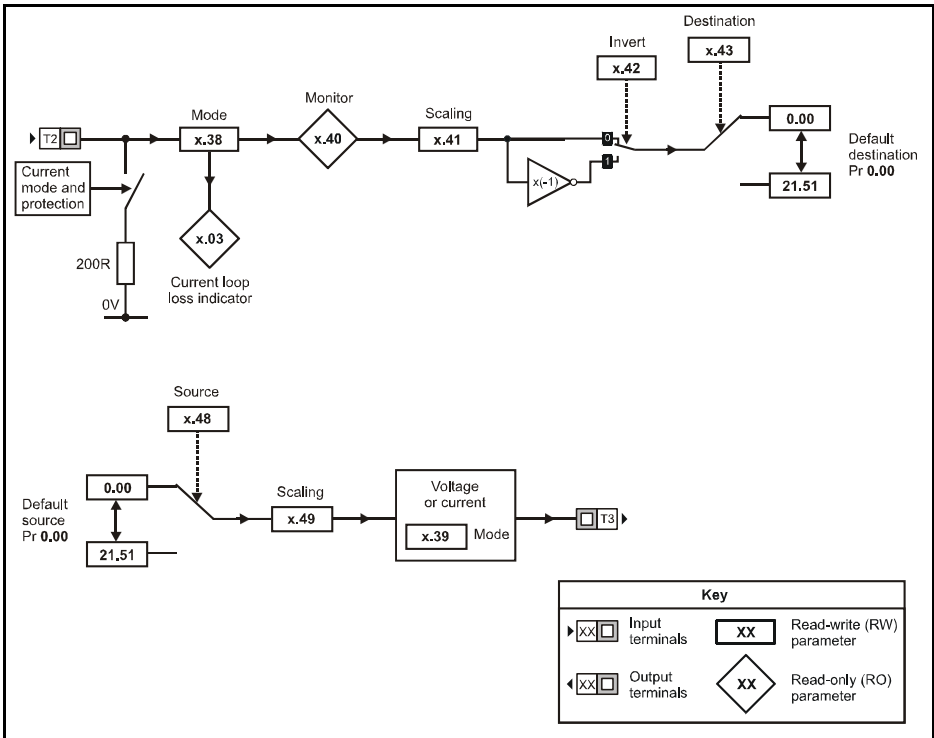 Destination
x.43
Invert
x.42
Monitor
Mode
Scaling
T2
x.38
x.40
x.41
0
1
x(-1)
0.00
21.51
Default
destination
Pr 0.00
Current
mode and
protection
x.03
200R
0V
Current loop
loss indicator
Source
x.48
Default
source
Pr 0.00
0.00
21.51
Scaling
x.49
Voltage
or current
x.39 Mode
T3
Key
XX Input
terminals
XX Read-write (RW)
parameter
XX Output
terminals
XX Read-only (RO)
parameter